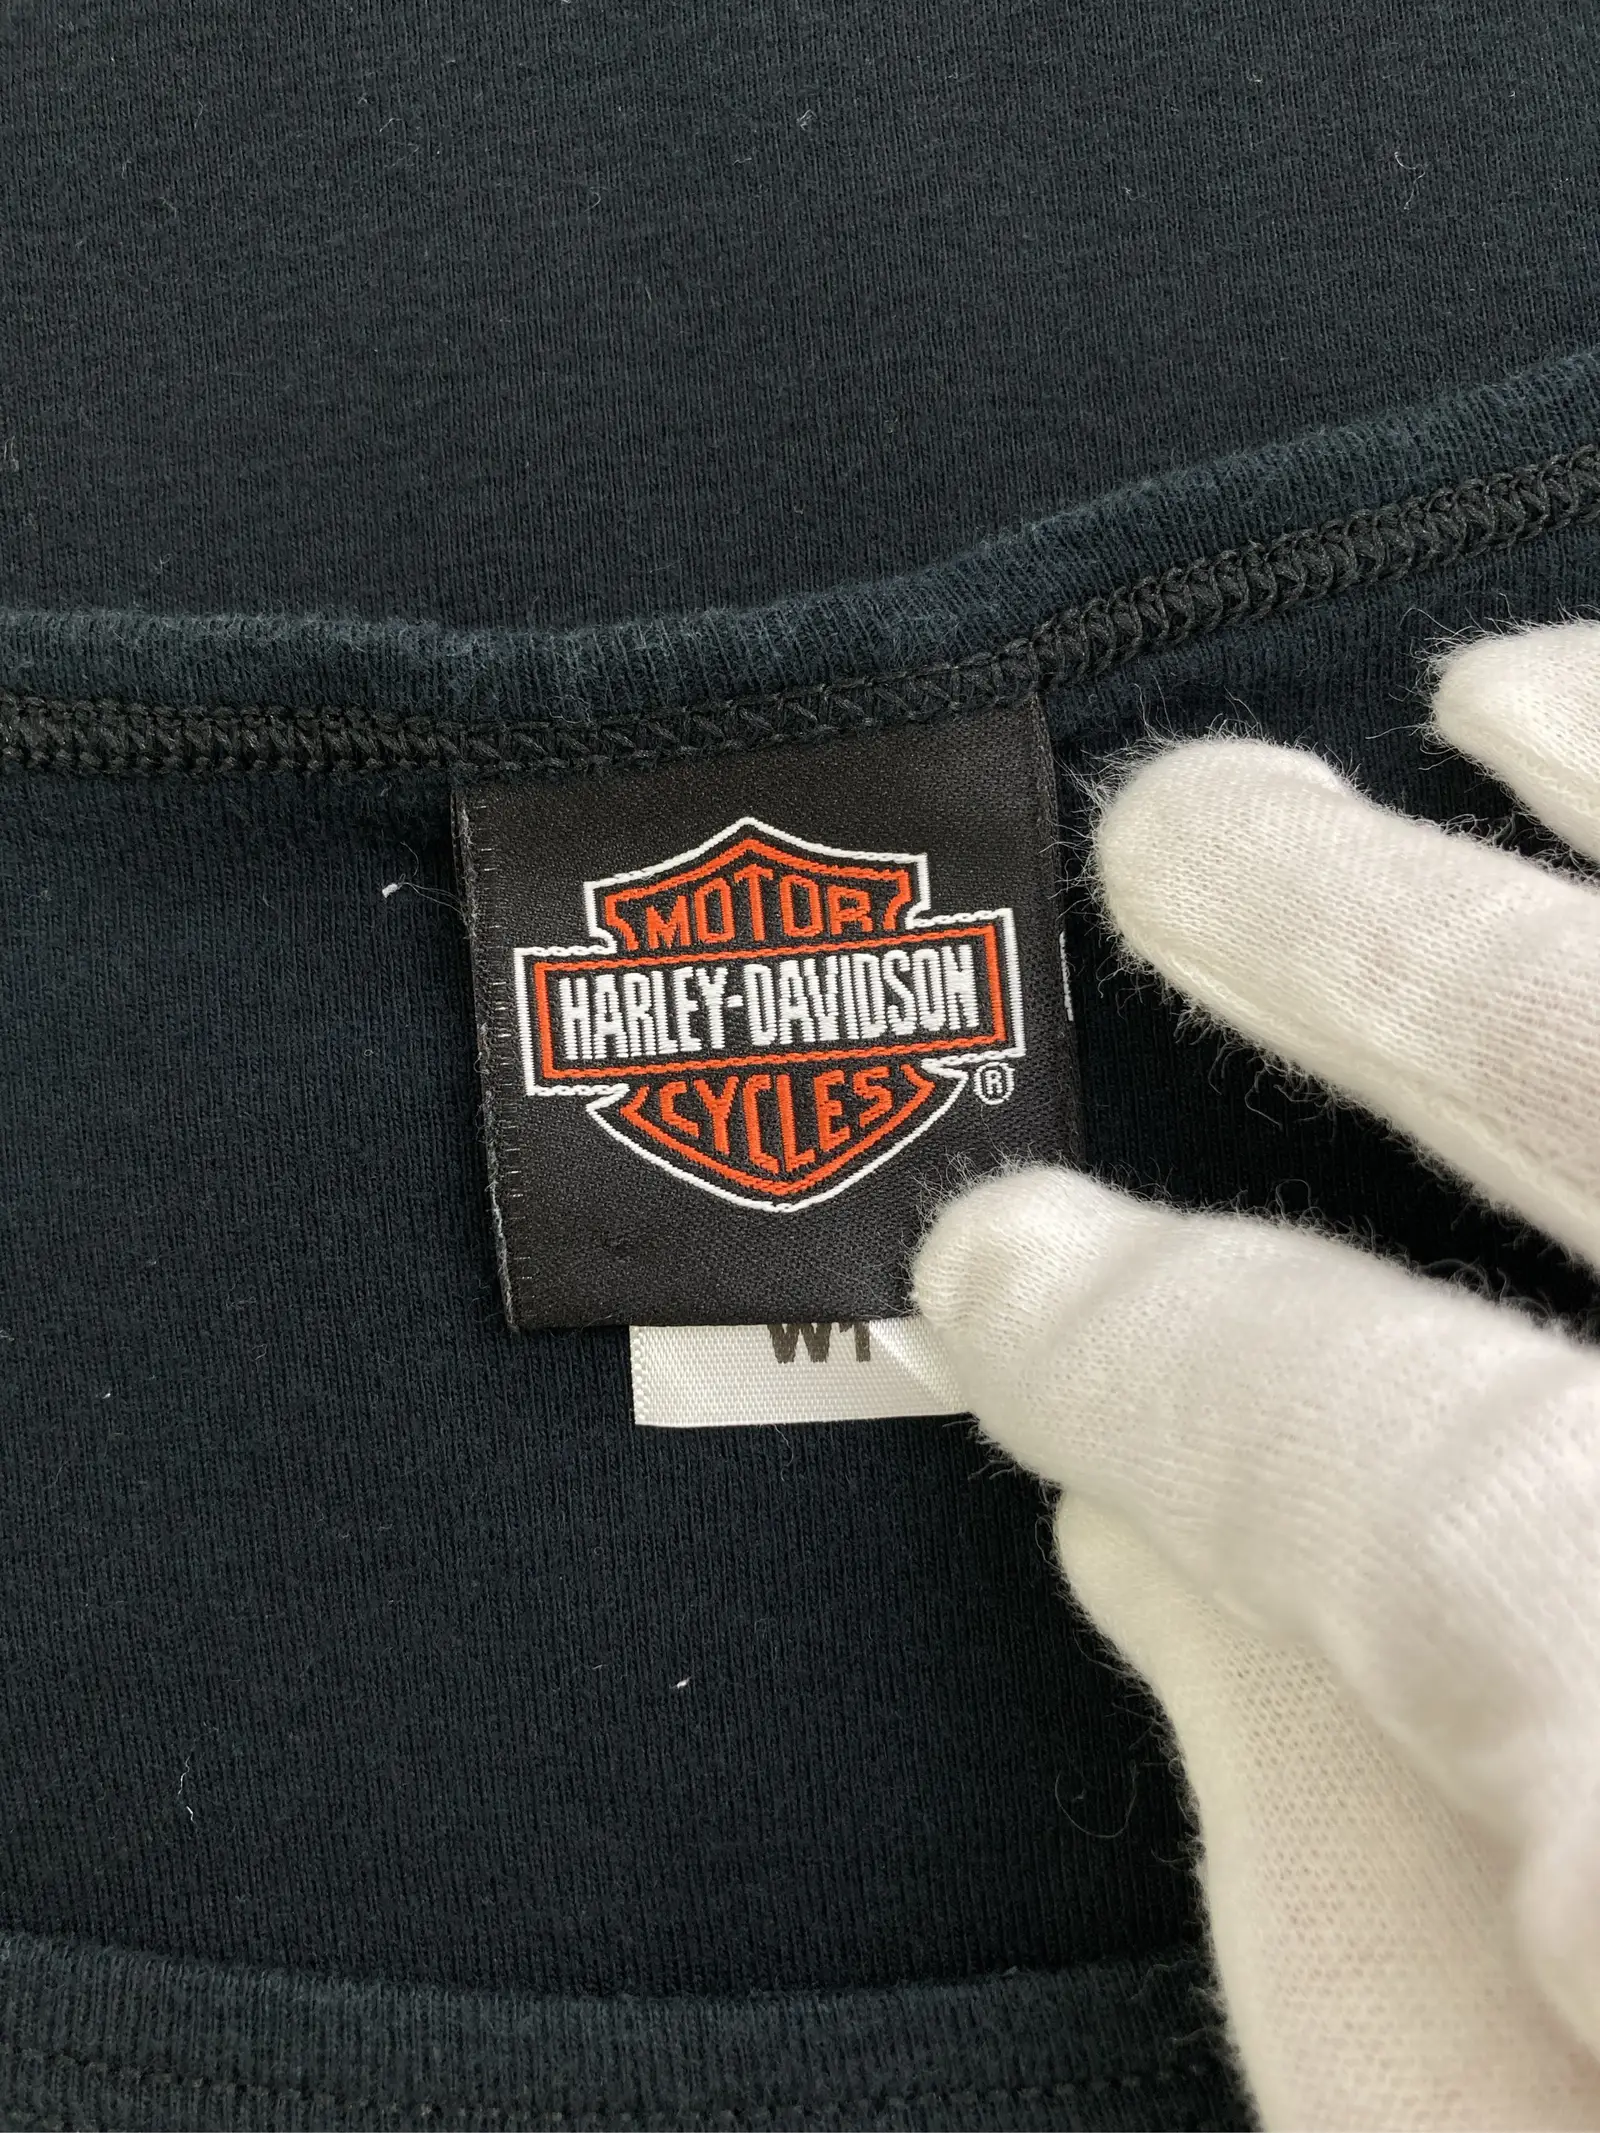 MOTOR
HARLEY-DAVIDSON
CYCLES
®
W1